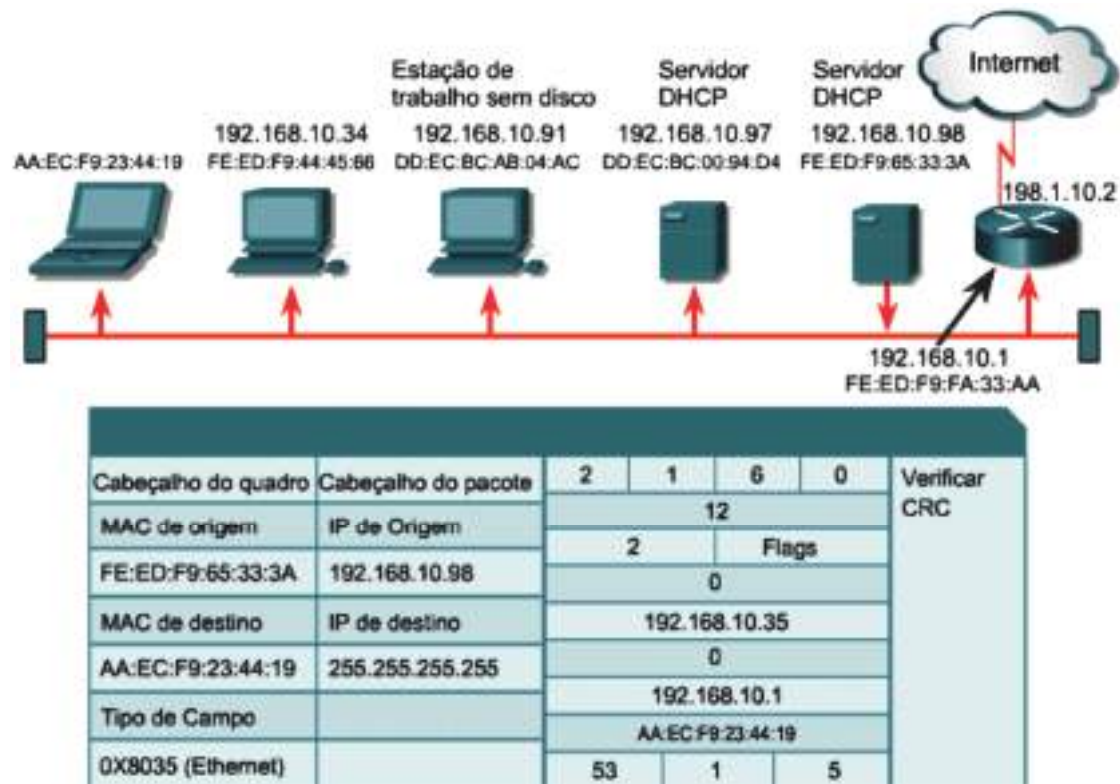 Internet
Estação de
trabalho sem disco
Servidor
DHCP
Servidor
DHCP
192.168.10.34
192.168.10.91
192.168.10.97
192.168.10.98
AA:EC:F9:23:44:19
FE:ED:F9:44:45:66
DD:EC:BC:AB:04:AC
DD:EC:BC:00:94:D4
FE:ED:F9:65:33:3A
198.1.10.2
192.168.10.1
FE:ED:F9:FA:33:AA
Cabeçalho do quadro
Cabeçalho do pacote
2 1 6 0
Verificar
CRC
MAC de origem
IP de Origem
12
2 Flags
FE:ED:F9:65:33:3A
192.168.10.98
0
MAC de destino
IP de destino
192.168.10.35
AA:EC:F9:23:44:19
255.255.255.255
0
192.168.10.1
Tipo de Campo
AA:EC:F9:23:44:19
0X8035 (Ethernet)
53 1 5